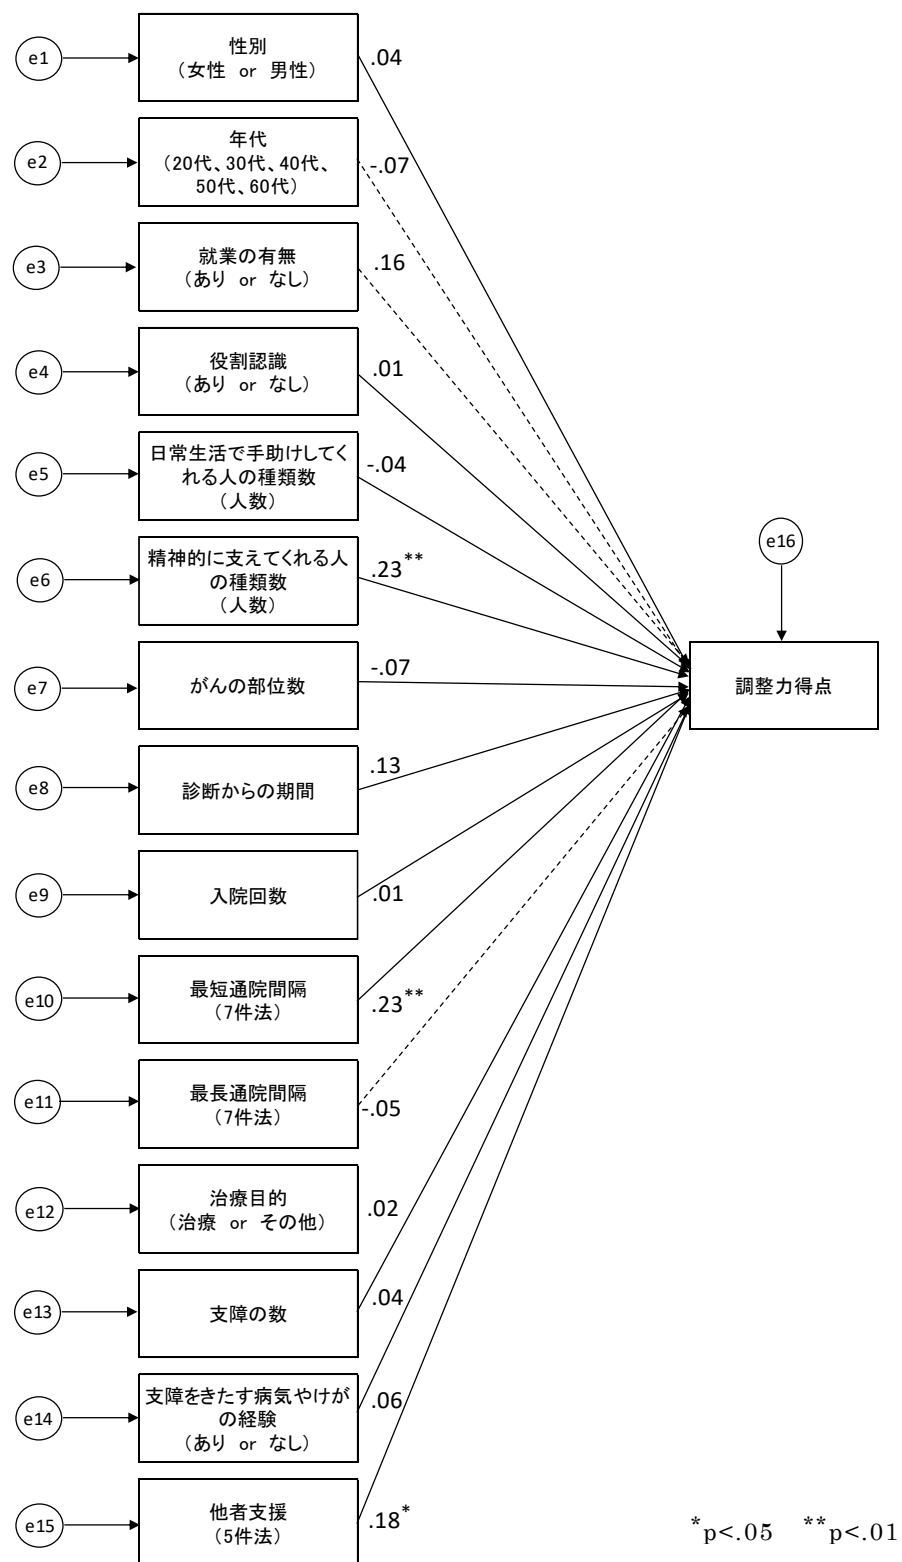 e1
性別
（女性 or 男性）
.04
e2
年代
（20代、30代、40代、
50代、60代）
-.07
e3
就業の有無
（あり or なし）
.16
e4
役割認識
（あり or なし）
.01
e5
日常生活で手助けしてく
れる人の種類数
（人数）
-.04
e6
精神的に支えてくれる人
の種類数
（人数）
.23**
e16
e7
がんの部位数
-.07
調整力得点
e8
診断からの期間
.13
e9
入院回数
.01
e10
最短通院間隔
（7件法）
.23**
e11
最長通院間隔
（7件法）
-.05
e12
治療目的
（治療 or その他）
.02
e13
支障の数
.04
e14
支障をきたす病気やけが
の経験
（あり or なし）
.06
e15
他者支援
（5件法）
.18*
*p<.05 **p<.01